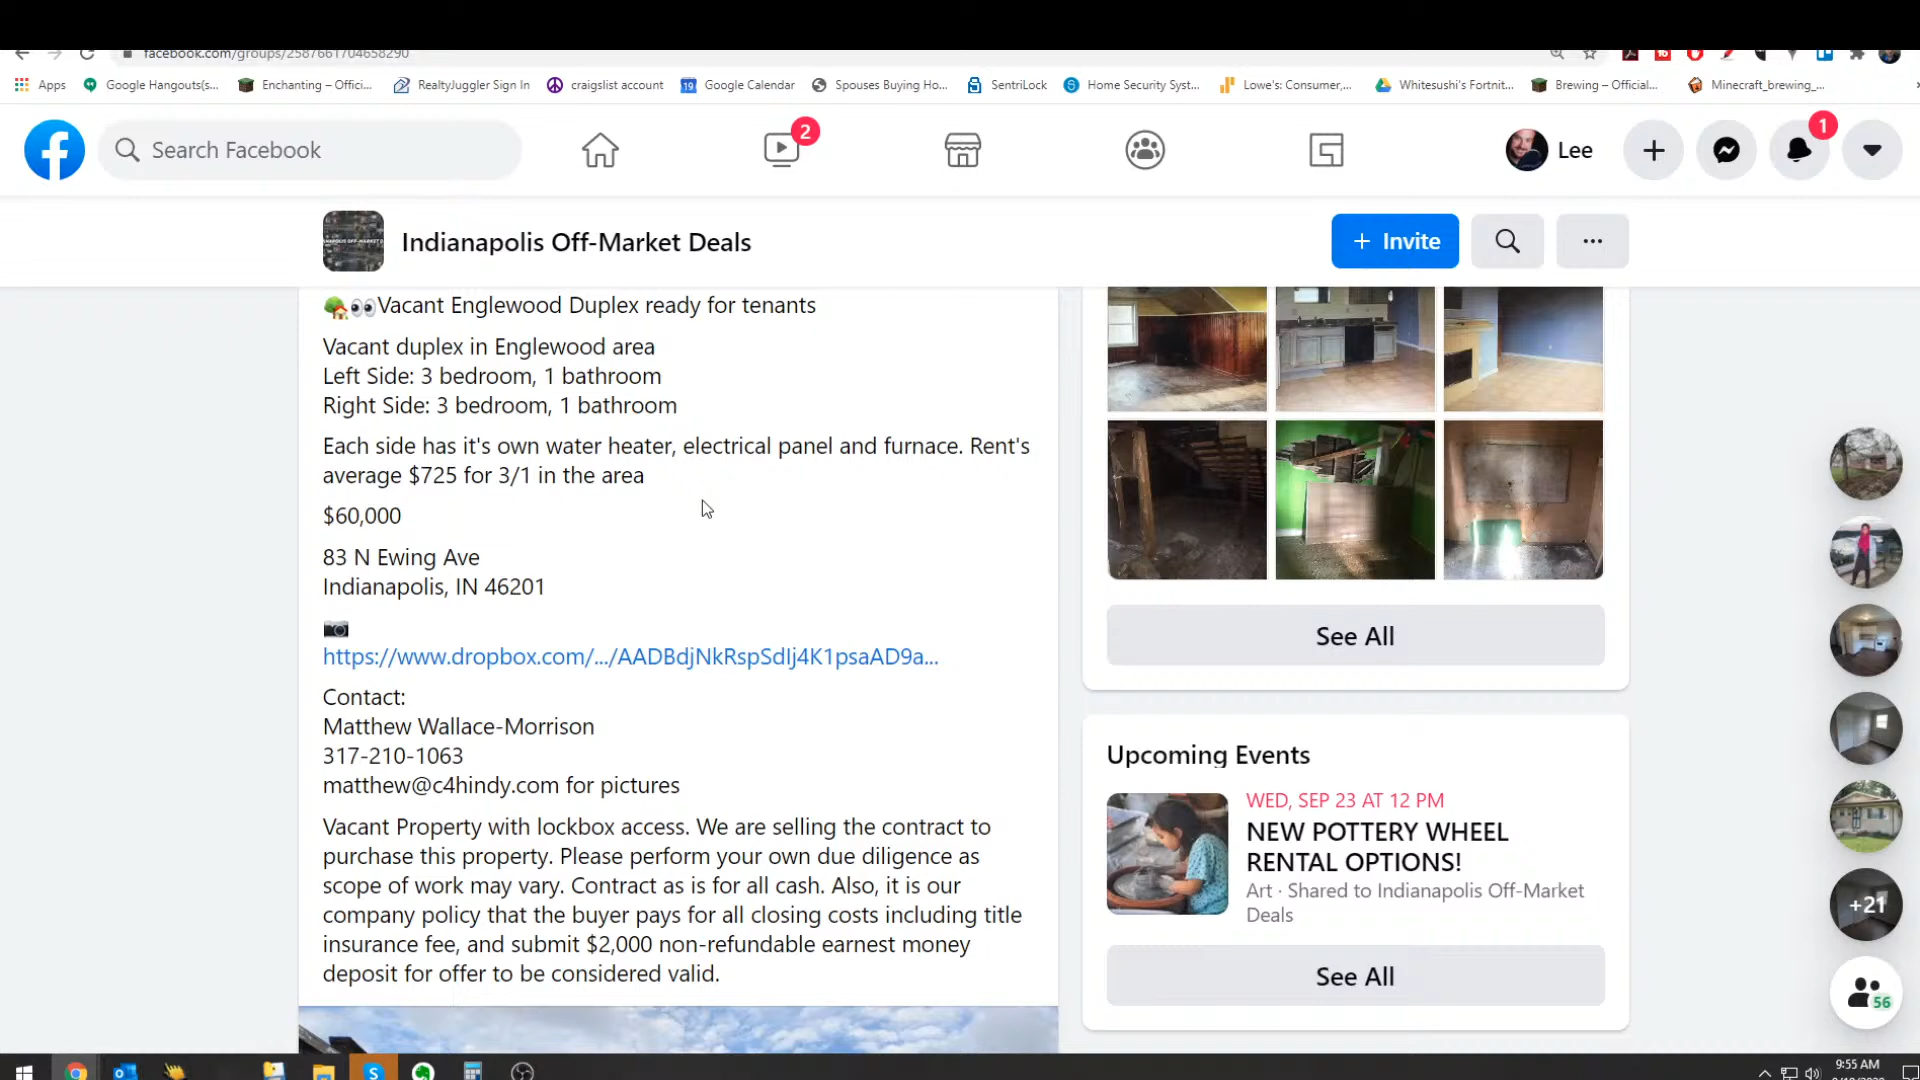 facebook.com/groups/2587661704658290
Apps
Google Hangouts(s...
Enchanting – Offici...
RealtyJuggler Sign In
craigslist account
19
Google Calendar
Spouses Buying Ho...
SentriLock
Home Security Syst...
Lowe's: Consumer,...
Whitesushi's Fortnit...
Brewing – Official...
Minecraft_brewing_...
Search Facebook
2
Lee
1
Indianapolis Off-Market Deals
+ Invite
Vacant Englewood Duplex ready for tenants
Vacant duplex in Englewood area
Left Side: 3 bedroom, 1 bathroom
Right Side: 3 bedroom, 1 bathroom
Each side has it's own water heater, electrical panel and furnace. Rent's
average $725 for 3/1 in the area
$60,000
83 N Ewing Ave
Indianapolis, IN 46201
https://www.dropbox.com/.../AADBdjNkRspSdIj4K1psaAD9a...
Contact:
Matthew Wallace-Morrison
317-210-1063
matthew@c4hindy.com for pictures
Vacant Property with lockbox access. We are selling the contract to
purchase this property. Please perform your own due diligence as
scope of work may vary. Contract as is for all cash. Also, it is our
company policy that the buyer pays for all closing costs including title
insurance fee, and submit $2,000 non-refundable earnest money
deposit for offer to be considered valid.
See All
Upcoming Events
WED, SEP 23 AT 12 PM
NEW POTTERY WHEEL
RENTAL OPTIONS!
Art · Shared to Indianapolis Off-Market
Deals
See All
+21
56
9:55 AM